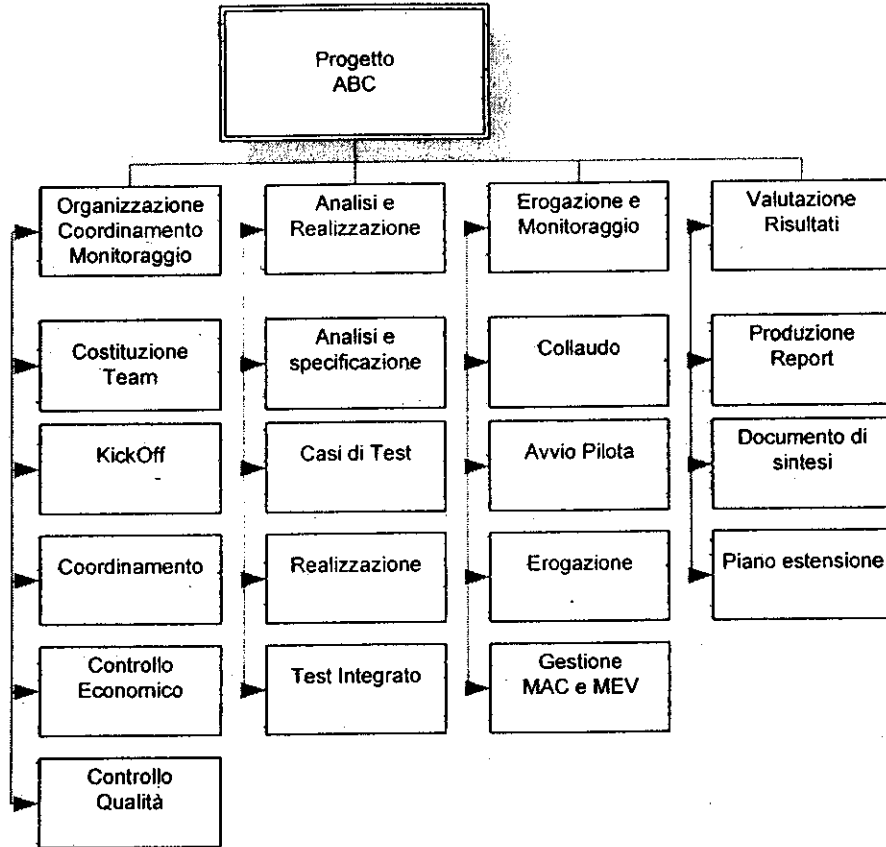 Progetto
ABC
Organizzazione
Coordinamento
Monitoraggio
Analisi e
Realizzazione
Erogazione e
Monitoraggio
Valutazione
Risultati
Costituzione
Team
Analisi e
specificazione
Collaudo
Produzione
Report
KickOff
Casi di Test
Avvio Pilota
Documento di
sintesi
Coordinamento
Realizzazione
Erogazione
Piano estensione
Controllo
Economico
Test Integrato
Gestione
MAC e MEV
Controllo
Qualità